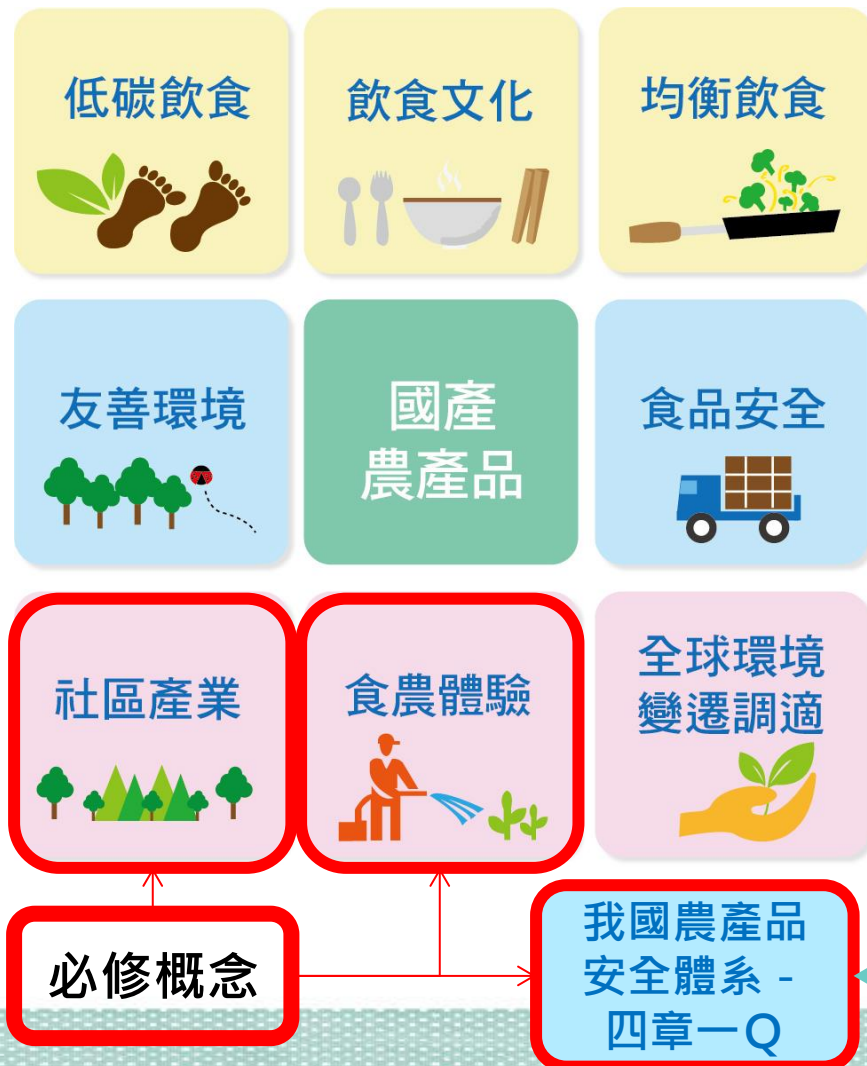 低碳飲食
飲食文化
均衡飲食
友善環境
國產
農產品
食品安全
社區產業
食農體驗
全球環境
變遷調適
必修概念
我國農產品
安全體系 -
四章一Q